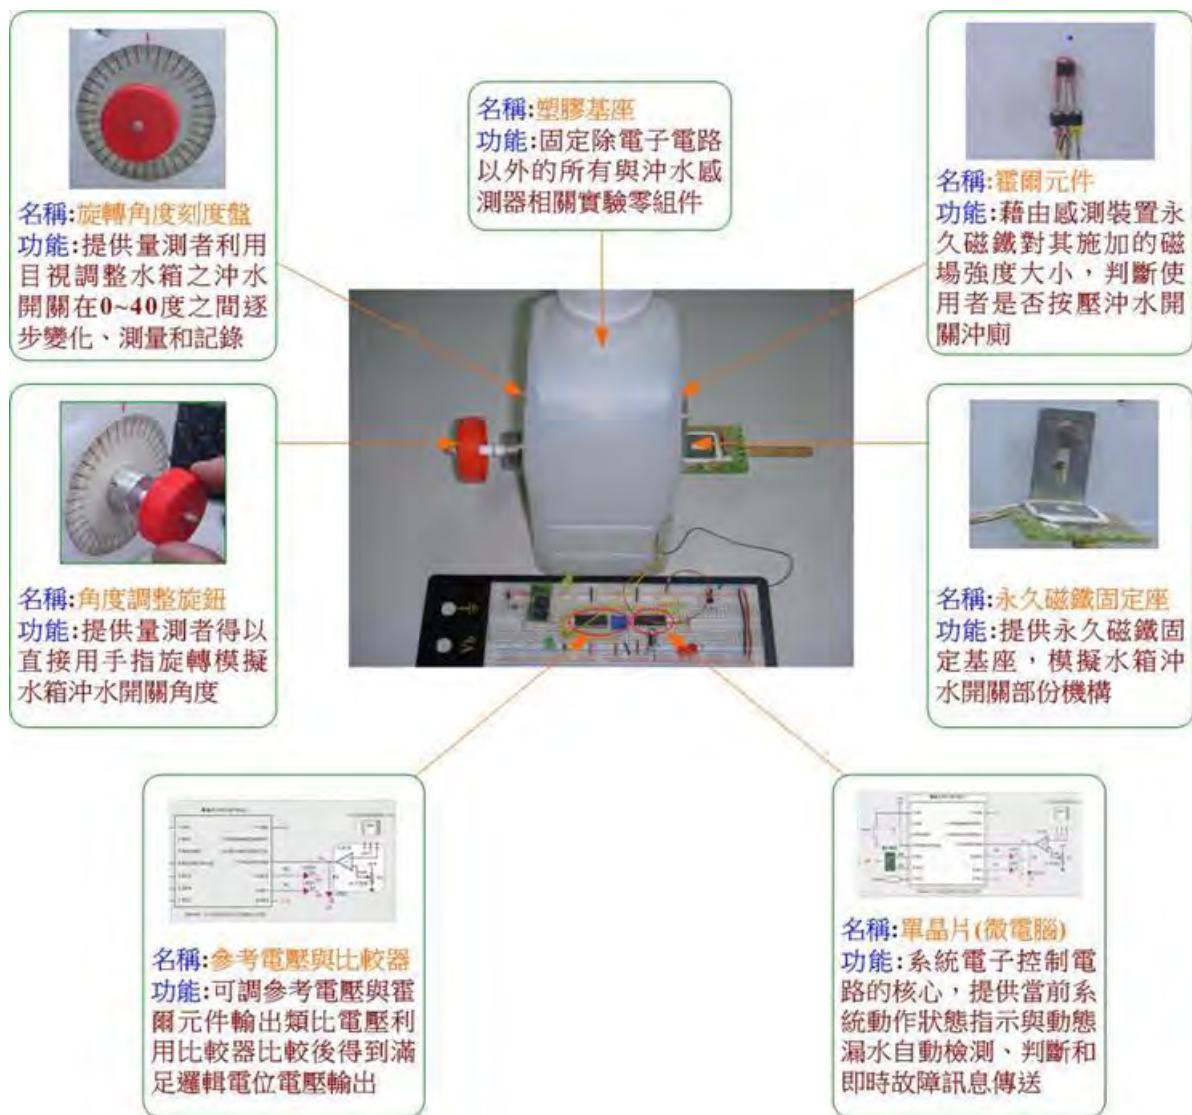 名稱:塑膠基座
功能:固定除電子電路
以外的所有與沖水感
測器相關實驗零組件
名稱:旋轉角度刻度盤
功能:提供量測者利用
目視調整水箱之沖水
開關在0~40度之間逐
步變化、測量和記錄
名稱:霍爾元件
功能:藉由感測裝置永
久磁鐵對其施加的磁
場強度大小,判斷使
用者是否按壓沖水開
關沖廁
名稱:角度調整旋鈕
功能:提供量測者得以
直接用手指旋轉模擬
水箱沖水開關角度
名稱:永久磁鐵固定座
功能:提供永久磁鐵固
定基座,模擬水箱沖
水開關部份機構
Vb
名稱:參考電壓與比較器
功能:可調參考電壓與霍
爾元件輸出類比電壓利
用比較器比較後得到滿
足邏輯電位電壓輸出
名稱:單晶片(微電腦)
功能:系統電子控制電
路的核心,提供當前系
統動作狀態指示與動態
漏水自動檢測、判斷和
即時故障訊息傳送